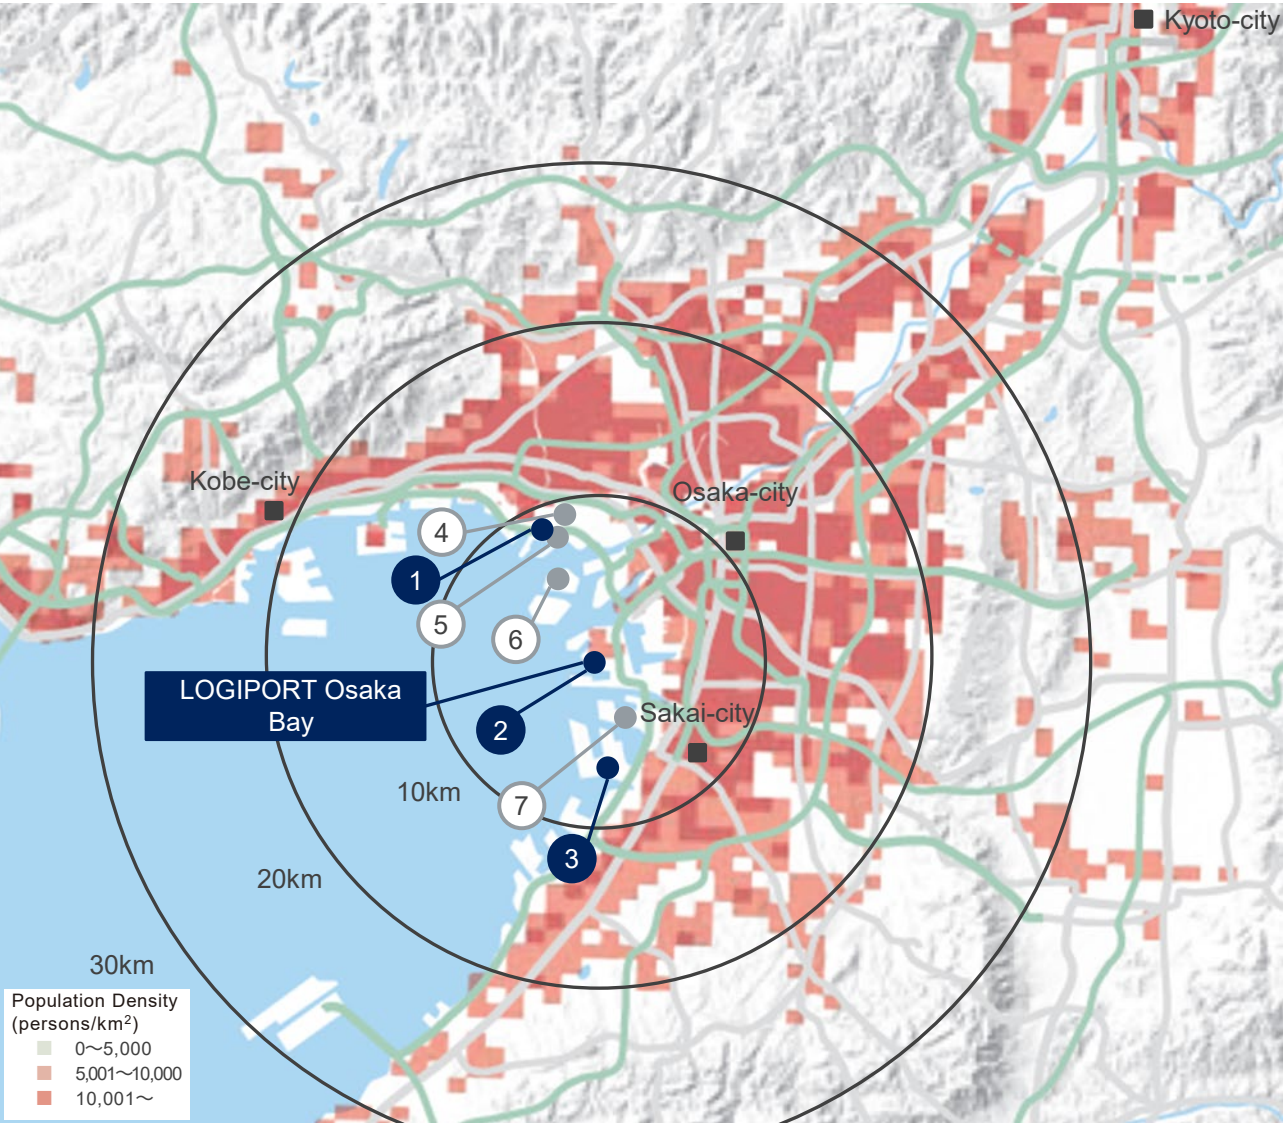 Kyoto-city
Kobe-city
Osaka-city
4
1
5
6
LOGIPORT Osaka
Bay
2
Sakai-city
10km
7
3
20km
30km
Population Density
(persons/km²)
0〜5,000
5,001〜10,000
10,001〜